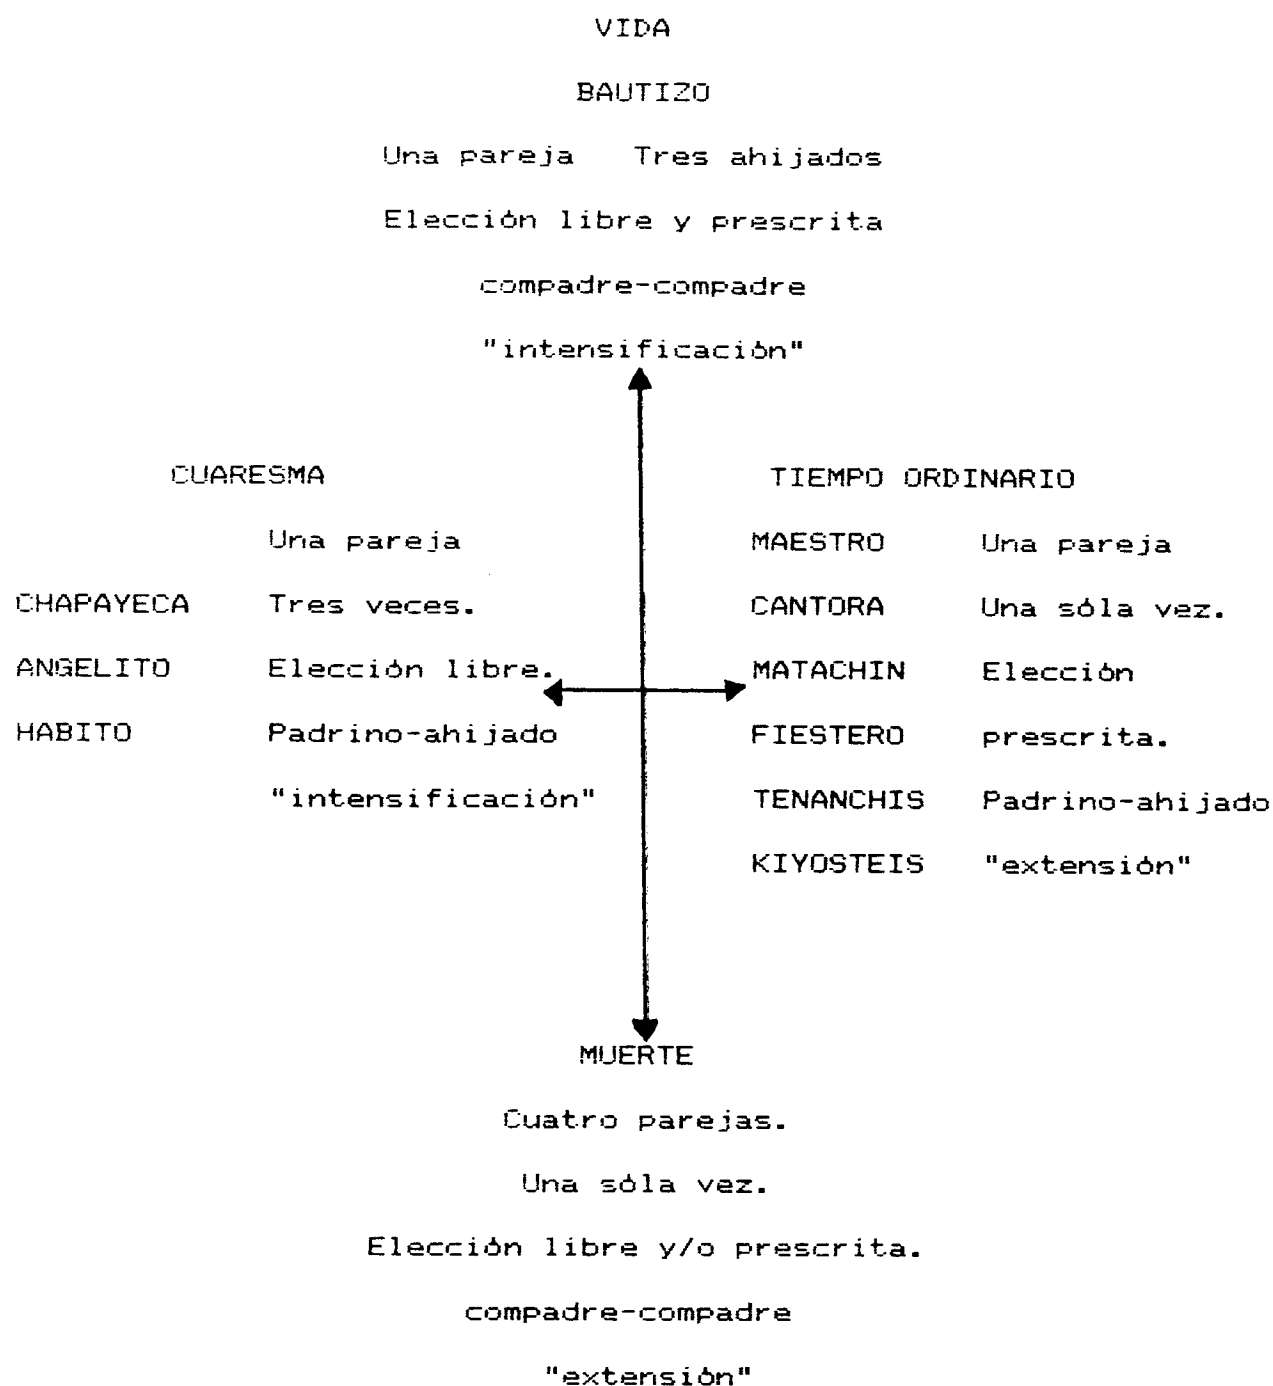 VIDA
BAUTIZO
Una pareja   Tres ahijados
Elección libre y prescrita
compadre-compadre
"intensificación"
CUARESMA
Una pareja
CHAPAYECA   Tres veces.
ANGELITO   Elección libre.
HABITO   Padrino-ahijado
"intensificación"
TIEMPO ORDINARIO
MAESTRO   Una pareja
CANTORA   Una sóla vez.
MATACHIN   Elección
FIESTERO   prescrita.
TENANCHIS   Padrino-ahijado
KIYOSTEIS   "extensión"
MUERTE
Cuatro parejas.
Una sóla vez.
Elección libre y/o prescrita.
compadre-compadre
"extensión"